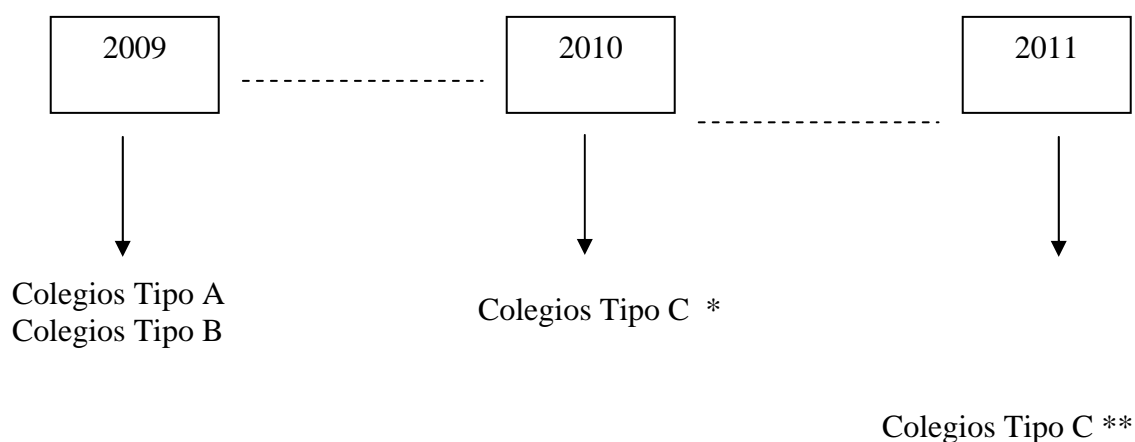 2009
2010
2011
Colegios Tipo A
Colegios Tipo B
Colegios Tipo C *
Colegios Tipo C **